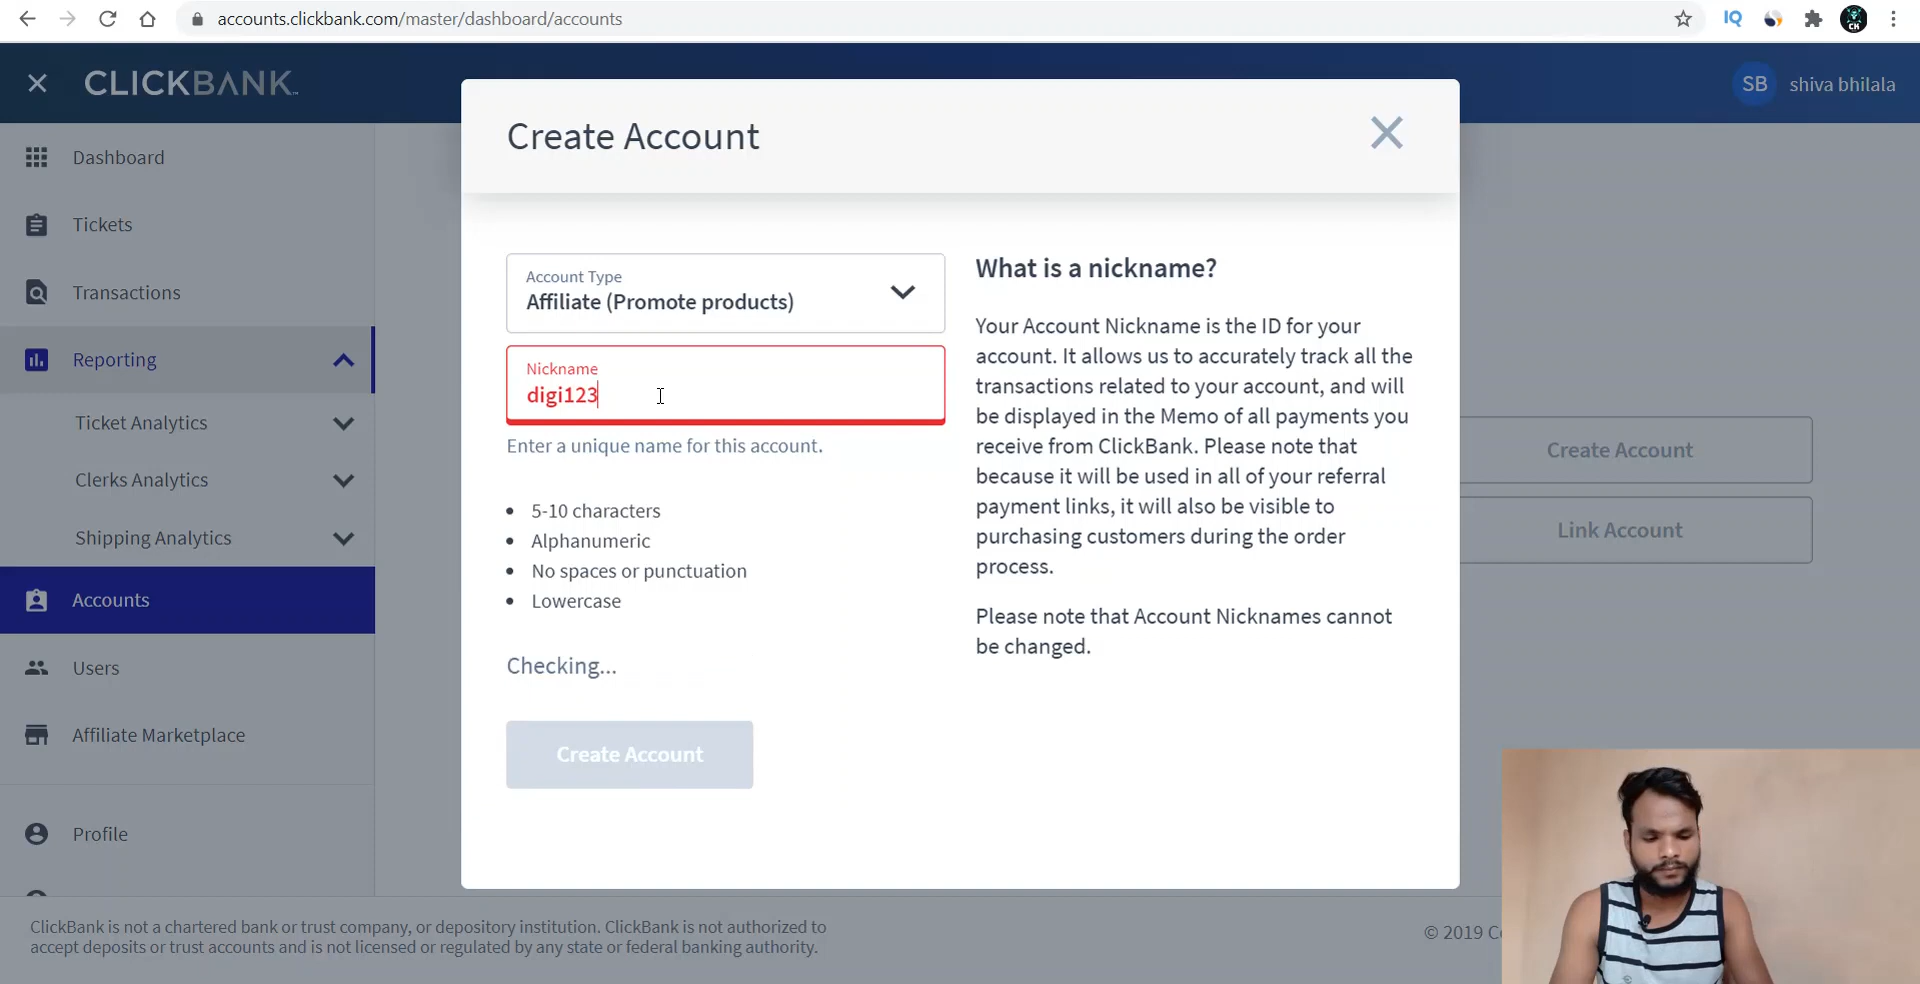 accounts.clickbank.com/master/dashboard/accounts
IQ
CLICKBANK
SB shiva bhilala
Dashboard
Tickets
Transactions
Reporting
Ticket Analytics
Clerks Analytics
Shipping Analytics
Accounts
Users
Affiliate Marketplace
Profile
Create Account
Account Type
Affiliate (Promote products)
Nickname
digi123
Enter a unique name for this account.
• 5-10 characters
• Alphanumeric
• No spaces or punctuation
• Lowercase
Checking...
Create Account
What is a nickname?
Your Account Nickname is the ID for your
account. It allows us to accurately track all the
transactions related to your account, and will
be displayed in the Memo of all payments you
receive from ClickBank. Please note that
because it will be used in all of your referral
payment links, it will also be visible to
purchasing customers during the order
process.
Please note that Account Nicknames cannot
be changed.
Create Account
Link Account
ClickBank is not a chartered bank or trust company, or depository institution. ClickBank is not authorized to
accept deposits or trust accounts and is not licensed or regulated by any state or federal banking authority.
© 2019